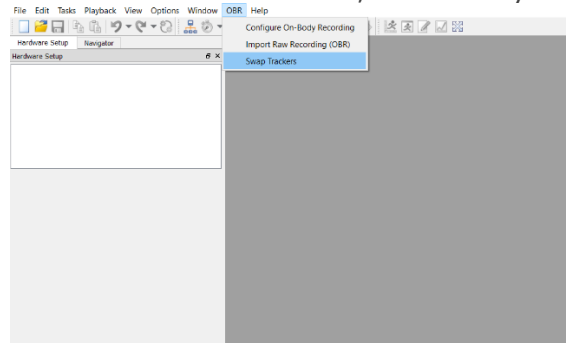 File Edit Tasks Playback View Options Window OBR Help
Configure On-Body Recording
Hardware Setup Navigator
Import Raw Recording (OBR)
Hardware Setup
Swap Trackers